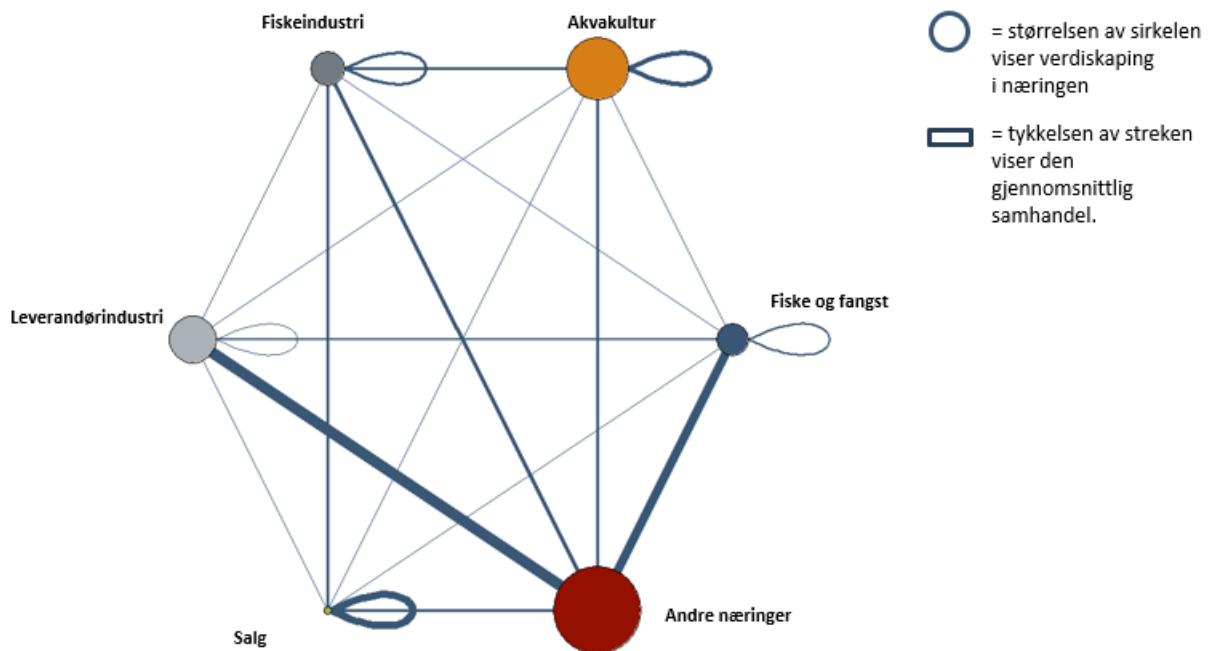 Fiskeindustri
Akvakultur
= størrelsen av sirkelen
viser verdiskaping
i næringen
= tykkelsen av streken
viser den
gjennomsnittlig
samhandel.
Fiske og fangst
Leverandørindustri
Andre næringer
Salg